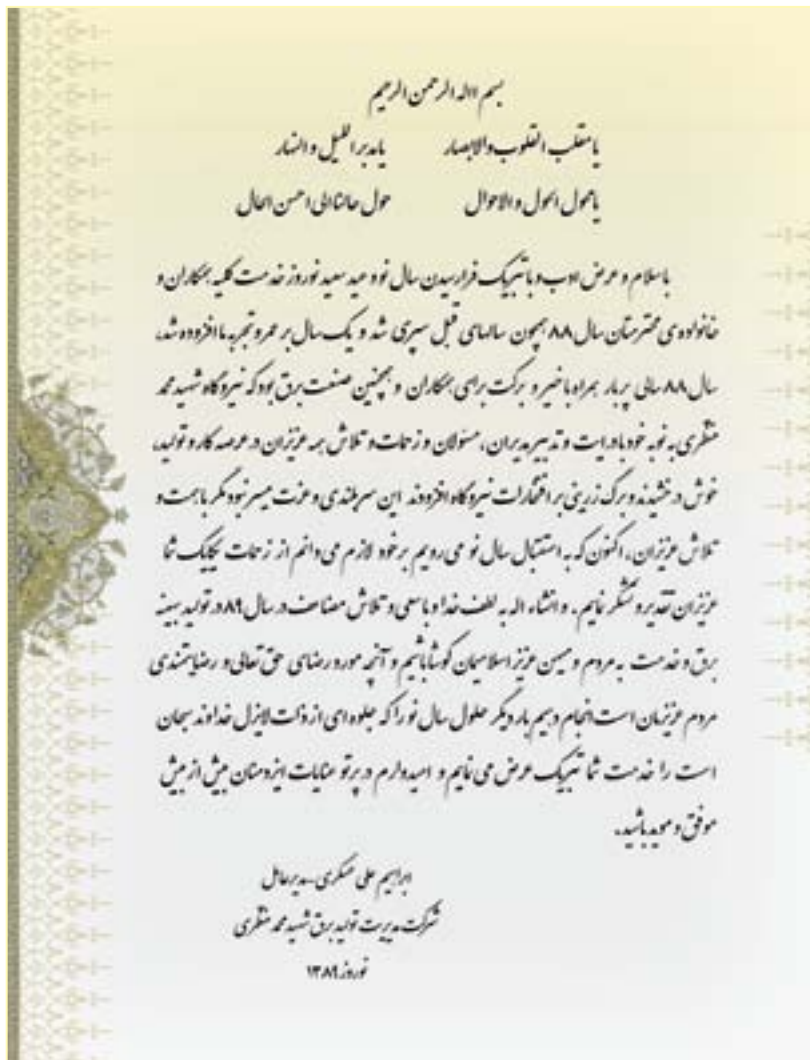 بسم الله الرحمن الرحیم
یا مقلب القلوب والابصار یا مدبر اللیل و النهار
یا محول الحول والاحوال حول حالنا الی احسن الحال
با سلام و عرض ادب و با تبریک فرارسیدن سال نو و عید سعید نوروز خدمت کلیه همکاران و
خانواده‌ی محترمشان سال ۸۸ همچون سالهای قبل سپری شد و یک سال بر عمر و تجربه ما افزوده شد،
سال ۸۸ سالی پربار همراه با خیر و برکت برای همکاران و همچنین صنعت برق بود که نیروگاه شهید محمد
منتظری به نوبه خود با درایت و تدبیر مدیران، مسئولان و زحمات و تلاش همه عزیزان در عرصه کار و تولید،
خوش درخشیدند و برگ زرینی بر افتخارات نیروگاه افزودند این سربلندی و عزت میسر نبود مگر با همت و
تلاش عزیزان، اکنون که به استقبال سال نو می رویم بر خود لازم می دانم از زحمات یکایک شما
عزیزان تقدیر و تشکر نمایم. و انشاء اله به لطف خدا و با سعی و تلاش مضاعف در سال ۸۹ در تولید بهینه
برق و خدمت به مردم و میهن عزیز اسلامیمان کوشا باشیم و آنچه مورد رضای حق تعالی و رضایتمندی
مردم عزیزمان است انجام دهیم بار دیگر حلول سال نو را که جلوه ای از ذات لایزل خداوند سبحان
است را خدمت شما تبریک عرض می نمایم و امیدوارم در پرتو عنایات ایزد منان بیش از پیش
موفق و موید باشید.
ابراهیم علی عسکری-مدیرعامل
شرکت مدیریت تولید برق شهید محمد منتظری
نوروز ۱۳۸۹